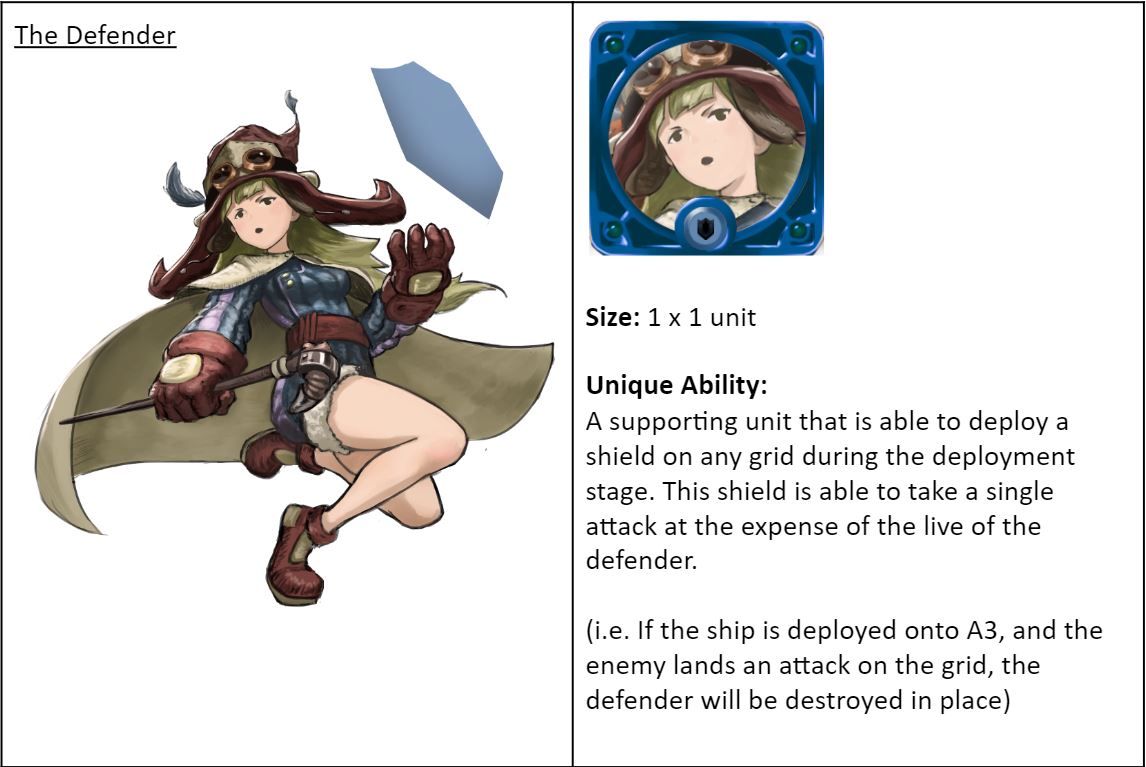 The Defender
Size: 1 x 1 unit
Unique Ability:
A supporting unit that is able to deploy a
shield on any grid during the deployment
stage. This shield is able to take a single
attack at the expense of the live of the
defender.
(i.e. If the ship is deployed onto A3, and the
enemy lands an attack on the grid, the
defender will be destroyed in place)